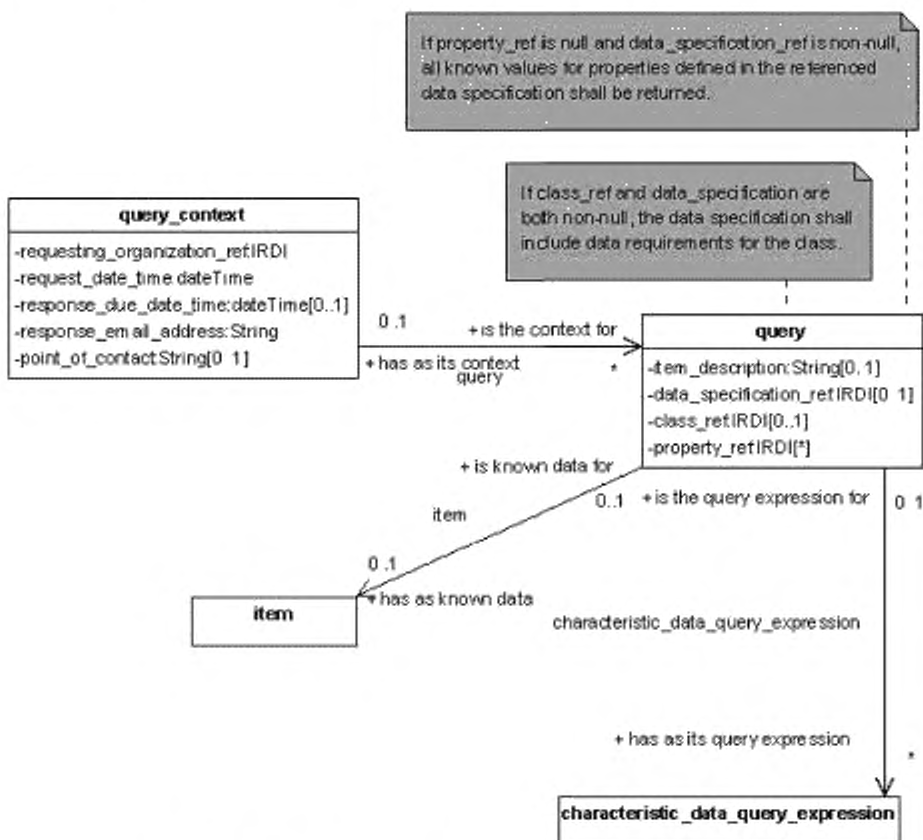 If property_ref is null and data_specification_ref is non-null,
all known values for properties defined in the referenced
data specification shall be returned.
If class_ref and data_specification are
both non-null, the data specification shall
include data requirements for the class.
query_context
-requesting_organization_ref:IRDI
-request_date_time:dateTime
-response_due_date_time:dateTime[0..1]
-response_email_address:String
-point_of_contact:String[0..1]
0..1
+ is the context for
+ has as its context
query
*
query
-item_description:String[0..1]
-data_specification_ref:IRDI[0..1]
-class_ref:IRDI[0..1]
-property_ref:IRDI[*]
+ is known data for
0..1
+ is the query expression for
0..1
item
0..1
+ has as known data
item
characteristic_data_query_expression
+ has as its query expression
*
characteristic_data_query_expression